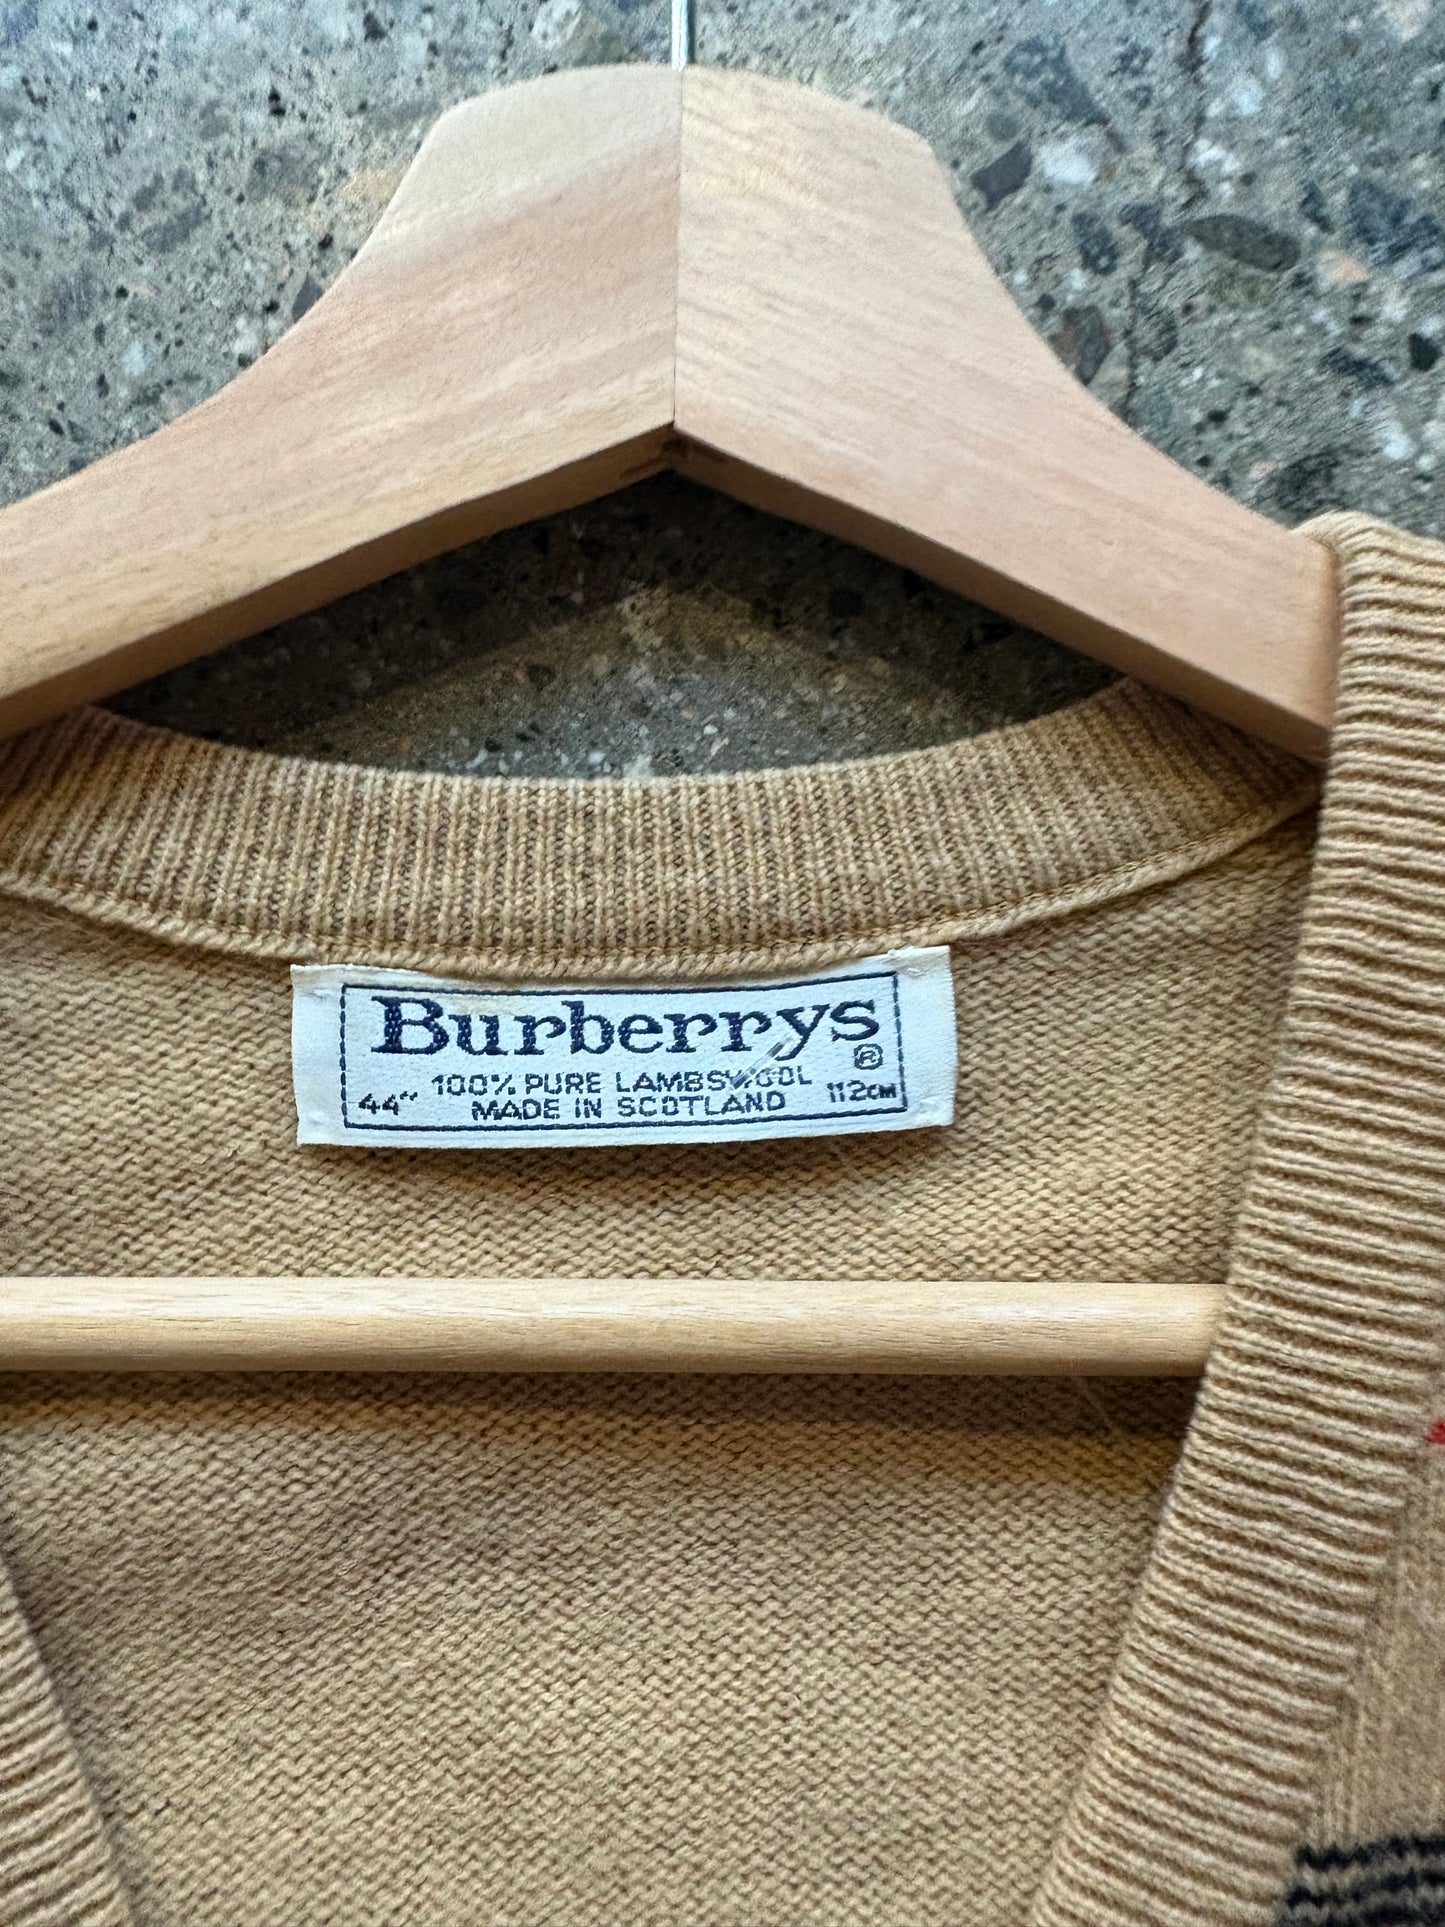 Burberrys
®
100% PURE LAMBSWOOL
44" MADE IN SCOTLAND 112CM